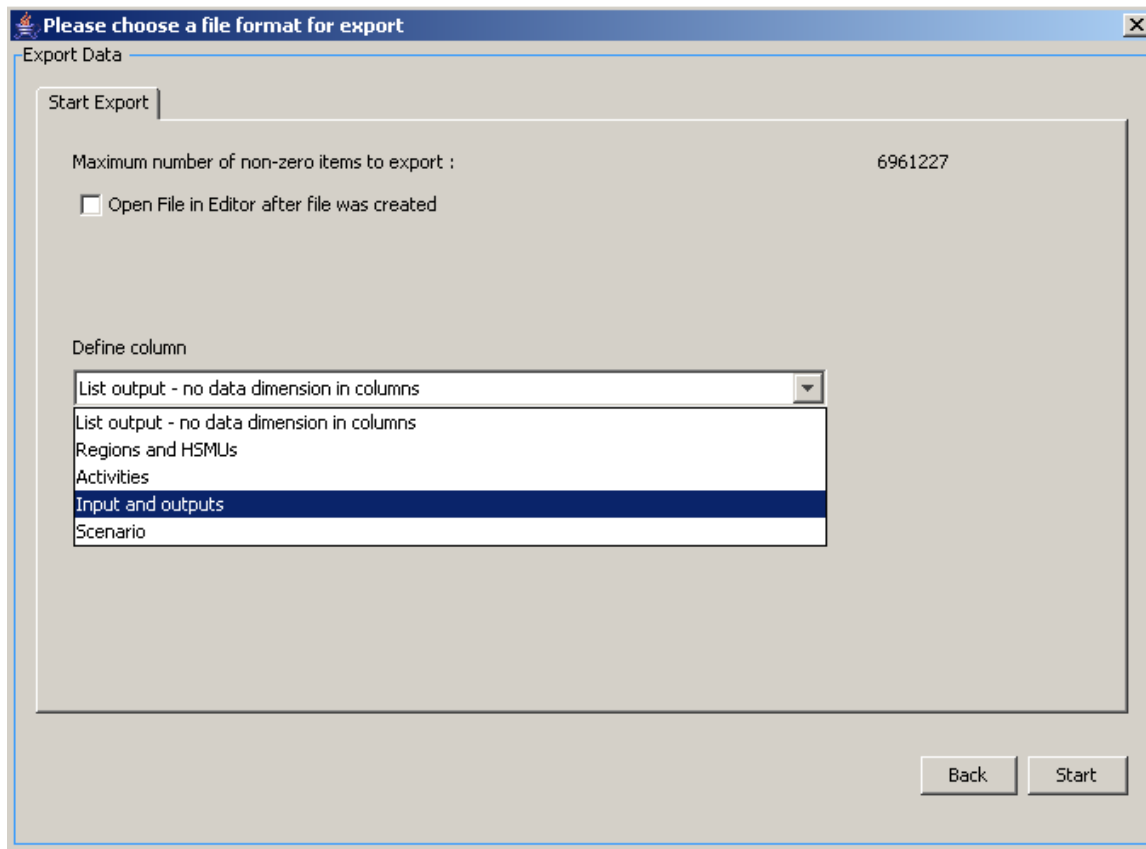 Please choose a file format for export
Export Data
Start Export
Maximum number of non-zero items to export : 6961227
Open File in Editor after file was created
Define column
List output - no data dimension in columns
List output - no data dimension in columns
Regions and HSMUs
Activities
Input and outputs
Scenario
Back Start